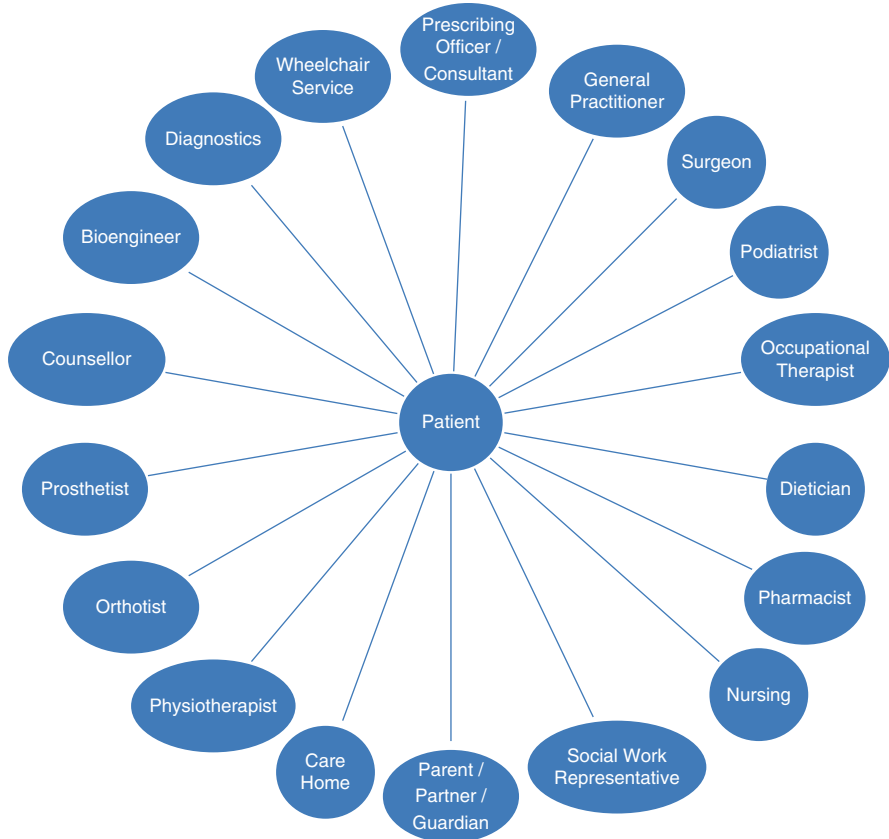 Prescribing
Officer /
Consultant
General
Practitioner
Surgeon
Podiatrist
Occupational
Therapist
Dietician
Pharmacist
Nursing
Social Work
Representative
Parent /
Partner /
Guardian
Care
Home
Physiotherapist
Orthotist
Prosthetist
Counsellor
Bioengineer
Diagnostics
Wheelchair
Service
Patient